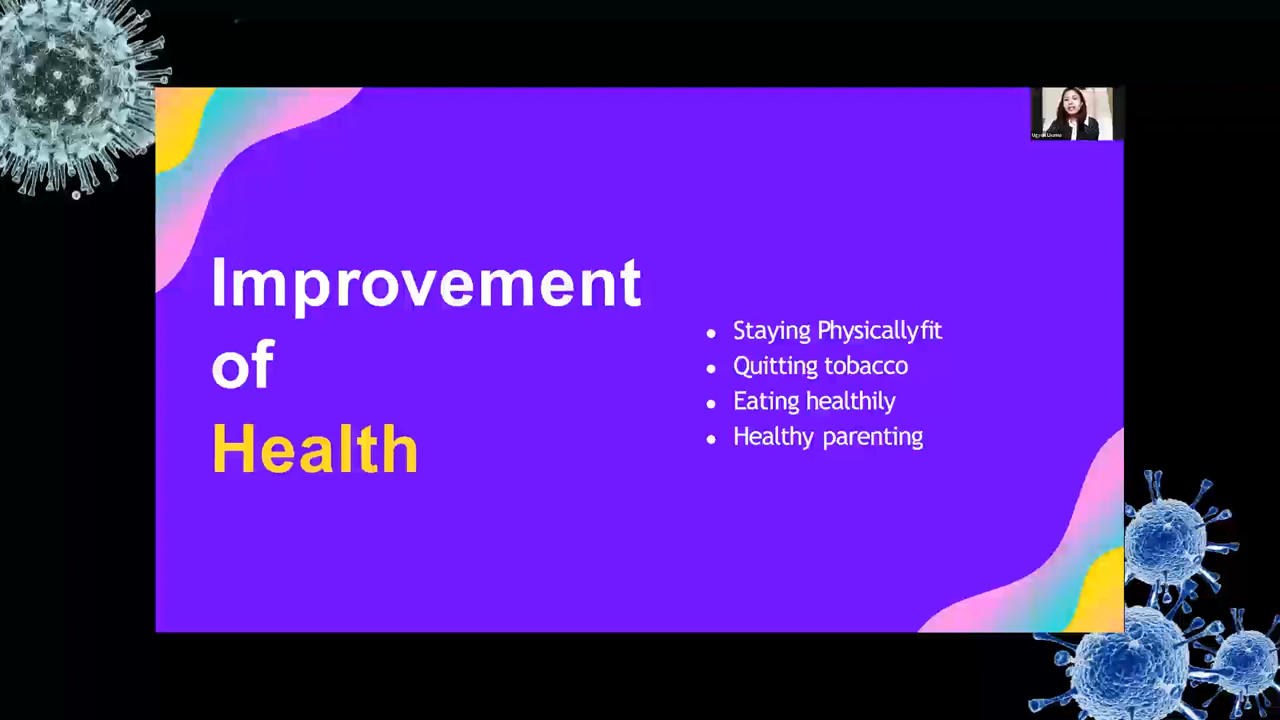 Improvement
of
Health
• Staying Physicallyfit
• Quitting tobacco
• Eating healthily
• Healthy parenting